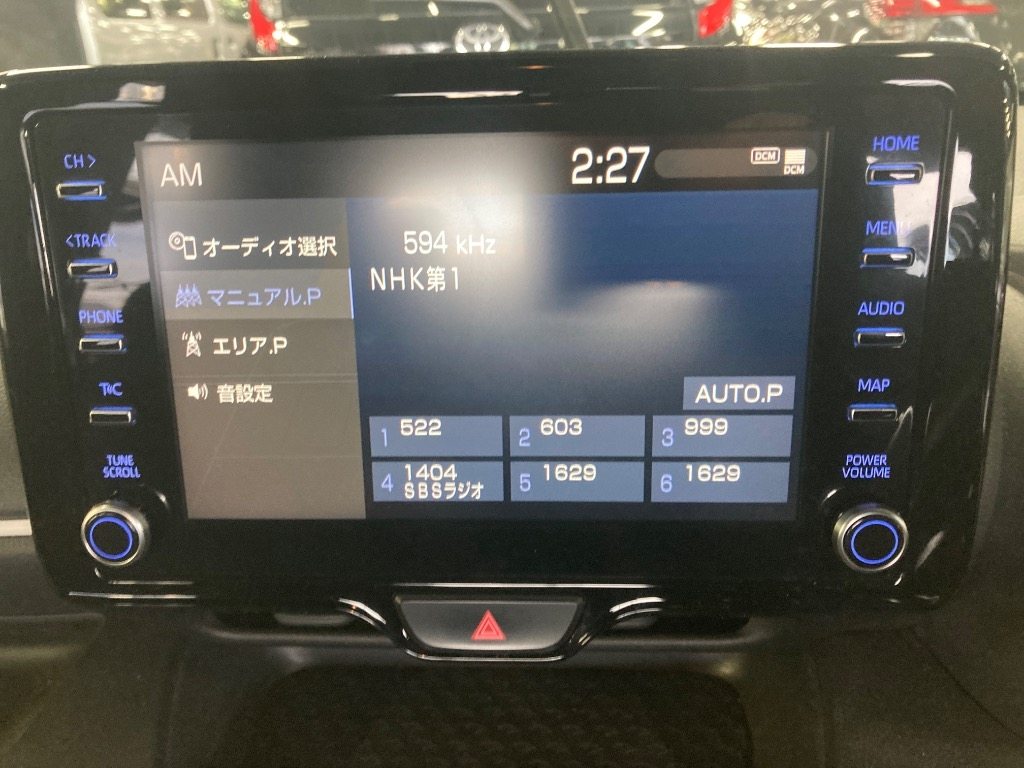 CH >
<TRACK
PHONE
T C
TUNE
SCROLL
AM
2:27
DCM
DCM
オーディオ選択
マニュアル.P
エリア.P
音設定
594 kHz
NHK第1
AUTO.P
1 522
2 603
3 999
4 1404
SBSラジオ
5 1629
6 1629
HOME
MENU
AUDIO
MAP
POWER
VOLUME